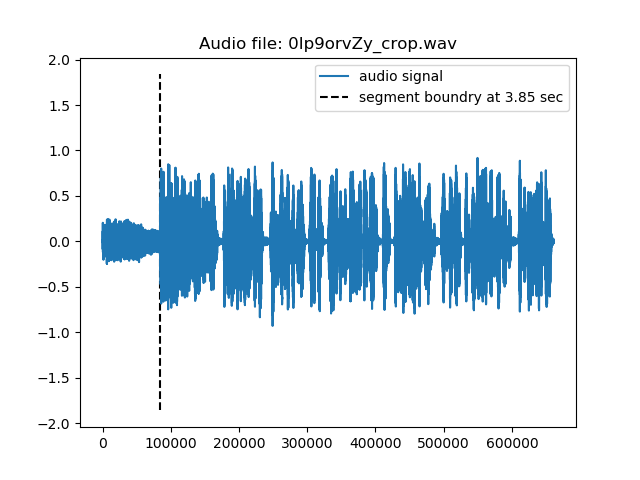 Audio file: 0Ip9orvZy_crop.wav
audio signal
segment boundry at 3.85 sec
2.0
1.5
1.0
0.5
0.0
−0.5
−1.0
−1.5
−2.0
0 100000 200000 300000 400000 500000 600000